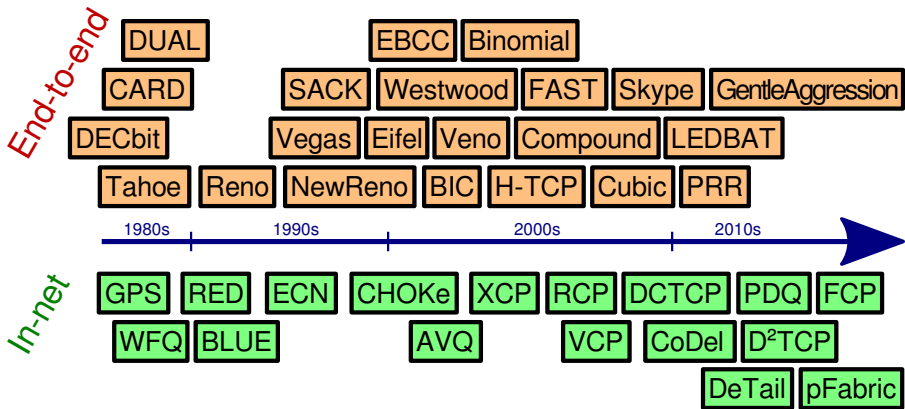 End-to-end
DUAL EBCC Binomial
CARD SACK Westwood FAST Skype GentleAggression
DECbit Vegas Eifel Veno Compound LEDBAT
Tahoe Reno NewReno BIC H-TCP Cubic PRR
1980s 1990s 2000s 2010s
In-net
GPS RED ECN CHOKe XCP RCP DCTCP PDQ FCP
WFQ BLUE AVQ VCP CoDel D²TCP
DeTail pFabric